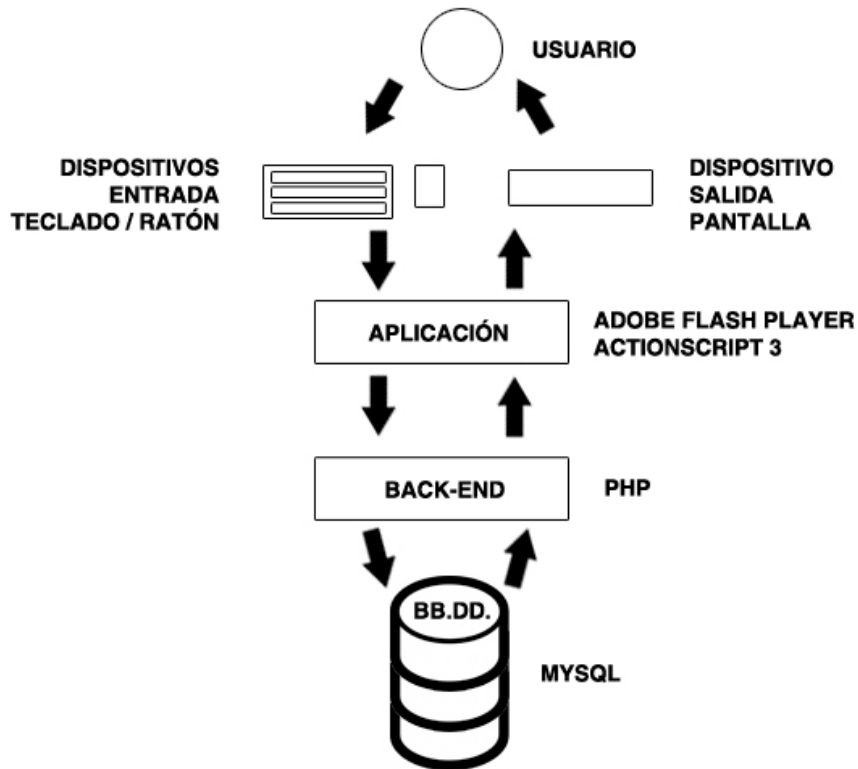 USUARIO
DISPOSITIVOS
ENTRADA
TECLADO / RATÓN
DISPOSITIVO
SALIDA
PANTALLA
APLICACIÓN
ADOBE FLASH PLAYER
ACTIONSCRIPT 3
BACK-END
PHP
BB.DD.
MYSQL